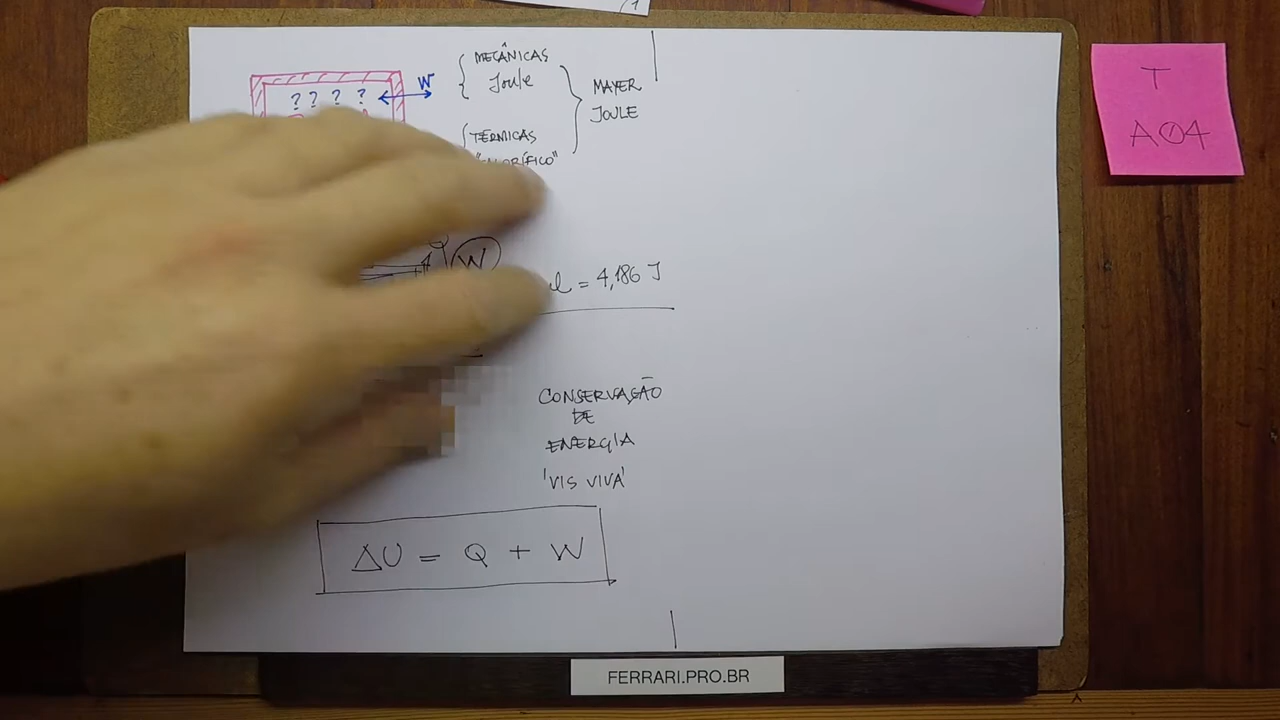 ? ? ? ?
W
MECÂNICAS
Joule
TÉRMICAS
MAYER
JOULE
W
= 4,186 J
CONSERVAÇÃO
DE
ENERGIA
'VIS VIVA'
ΔU = Q + W
T
A04
FERRARI.PRO.BR